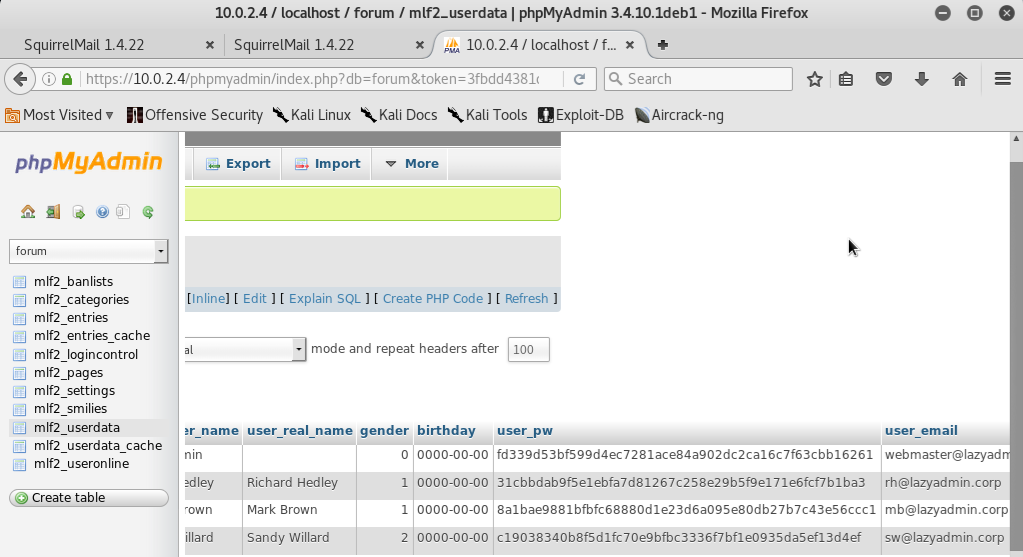 10.0.2.4 / localhost / forum / mlf2_userdata | phpMyAdmin 3.4.10.1deb1 - Mozilla Firefox
SquirrelMail 1.4.22 SquirrelMail 1.4.22 10.0.2.4 / localhost / f...
https://10.0.2.4/phpmyadmin/index.php?db=forum&token=3fbdd4381c Search
Most Visited Offensive Security Kali Linux Kali Docs Kali Tools Exploit-DB Aircrack-ng
phpMyAdmin
Export Import More
forum
mlf2_banlists
mlf2_categories
mlf2_entries
mlf2_entries_cache
mlf2_logincontrol
mlf2_pages
mlf2_settings
mlf2_smilies
mlf2_userdata
mlf2_userdata_cache
mlf2_useronline
Create table
[Inline] [ Edit ] [ Explain SQL ] [ Create PHP Code ] [ Refresh ]
al mode and repeat headers after 100
er_name user_real_name gender birthday user_pw user_email
min 0 0000-00-00 fd339d53bf599d4ec7281ace84a902dc2ca16c7f63cbb16261 webmaster@lazyadm
edley Richard Hedley 1 0000-00-00 31cbbdab9f5e1ebfa7d81267c258e29b5f9e171e6fcf7b1ba3 rh@lazyadmin.corp
rown Mark Brown 1 0000-00-00 8a1bae9881bfbfc68880d1e23d6a095e80db27b7c43e56ccc1 mb@lazyadmin.corp
illard Sandy Willard 2 0000-00-00 c19038340b8f5d1fc70e9bfbc3336f7bf1e0935da5ef13d4ef sw@lazyadmin.corp